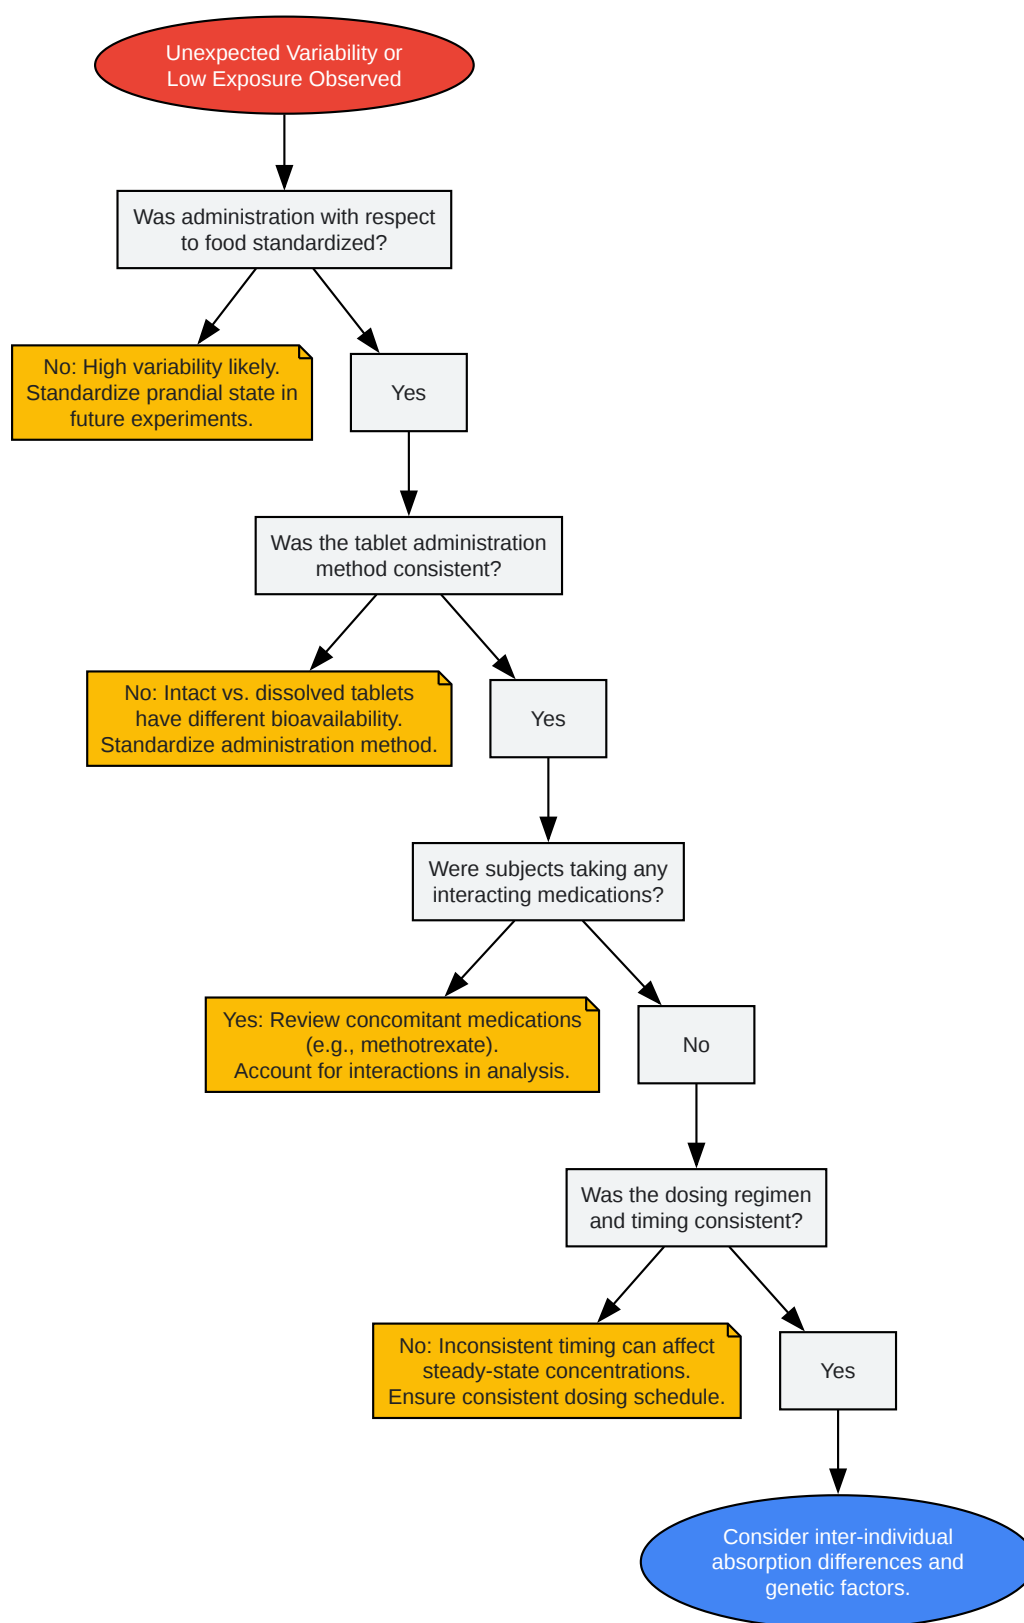 Unexpected Variability or
Low Exposure Observed
Was administration with respect
to food standardized?
No: High variability likely.
Standardize prandial state in
future experiments.
Yes
Was the tablet administration
method consistent?
No: Intact vs. dissolved tablets
have different bioavailability.
Standardize administration method.
Yes
Were subjects taking any
interacting medications?
Yes: Review concomitant medications
(e.g., methotrexate).
Account for interactions in analysis.
No
Was the dosing regimen
and timing consistent?
No: Inconsistent timing can affect
steady-state concentrations.
Ensure consistent dosing schedule.
Yes
Consider inter-individual
absorption differences and
genetic factors.